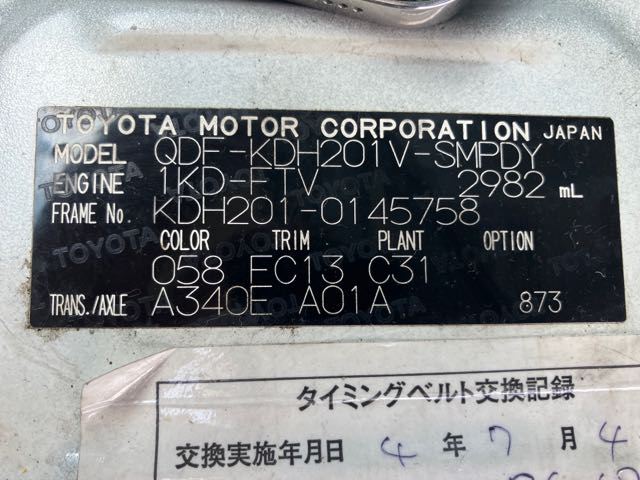 TOYOTA MOTOR CORPORATION JAPAN
MODEL QDF-KDH201V-SMPDY
ENGINE 1KD-FTV 2982 mL
FRAME No. KDH201-0145758
COLOR TRIM PLANT OPTION
058 FC13 C31
TRANS./AXLE A340E A01A 873
タイミングベルト交換記録
交換実施年月日 4 年 7 月 4